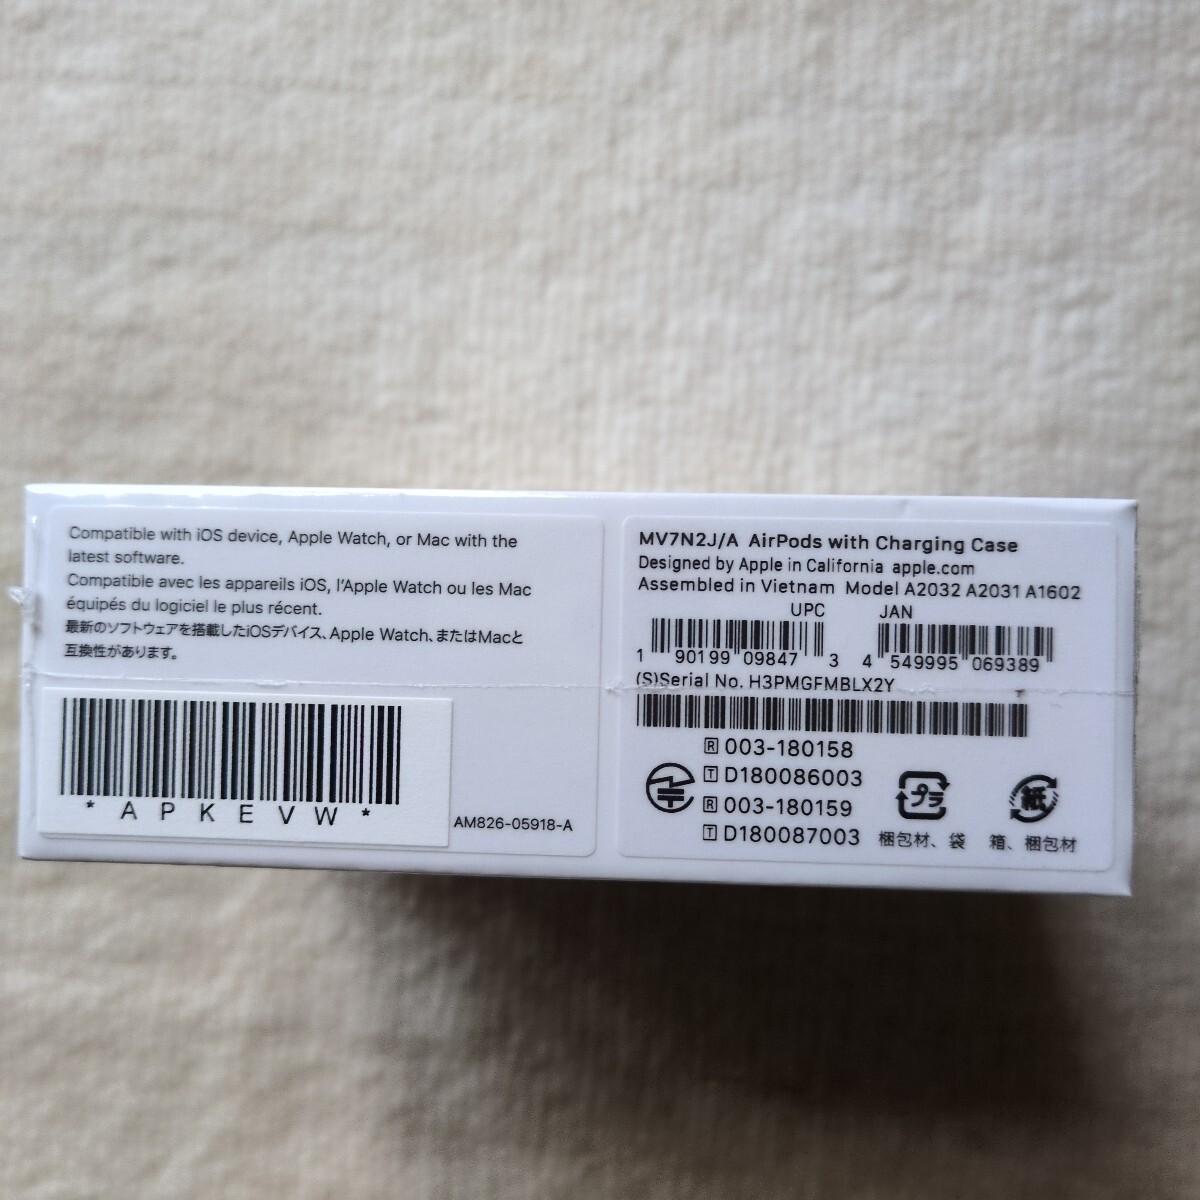 Compatible with iOS device, Apple Watch, or Mac with the
latest software.
Compatible avec les appareils iOS, l'Apple Watch ou les Mac
équipés du logiciel le plus récent.
最新のソフトウェアを搭載したiOSデバイス、Apple Watch、またはMacと
互換性があります。
* A P K E V W *
AM826-05918-A
MV7N2J/A AirPods with Charging Case
Designed by Apple in California apple.com
Assembled in Vietnam Model A2032 A2031 A1602
UPC JAN
1 90199 09847 3 4 549995 069389
(S)Serial No. H3PMGFMBLX2Y
R 003-180158
T D180086003
R 003-180159
T D180087003
プラ
梱包材、袋
紙
箱、梱包材